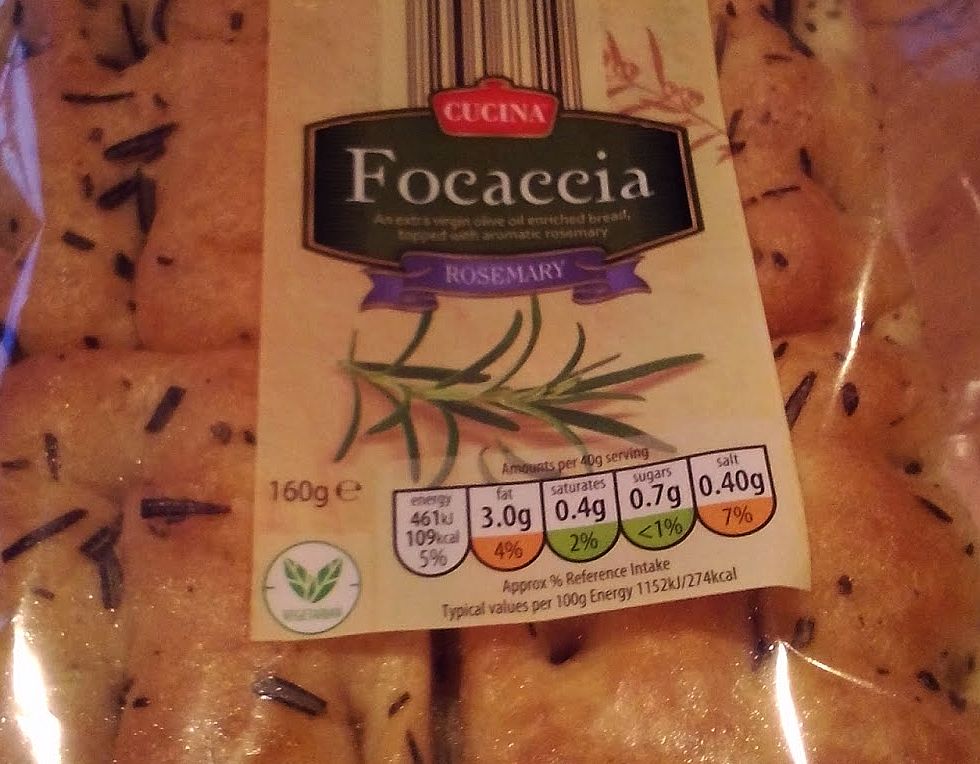 CUCINA
Focaccia
An extra virgin olive oil enriched bread,
topped with aromatic rosemary
ROSEMARY
160g e
Amounts per 40g serving
energy
461kJ
109kcal
5%
fat
3.0g
4%
saturates
0.4g
2%
sugars
0.7g
<1%
salt
0.40g
7%
Approx % Reference Intake
Typical values per 100g Energy 1152kJ/274kcal
VEGETARIAN